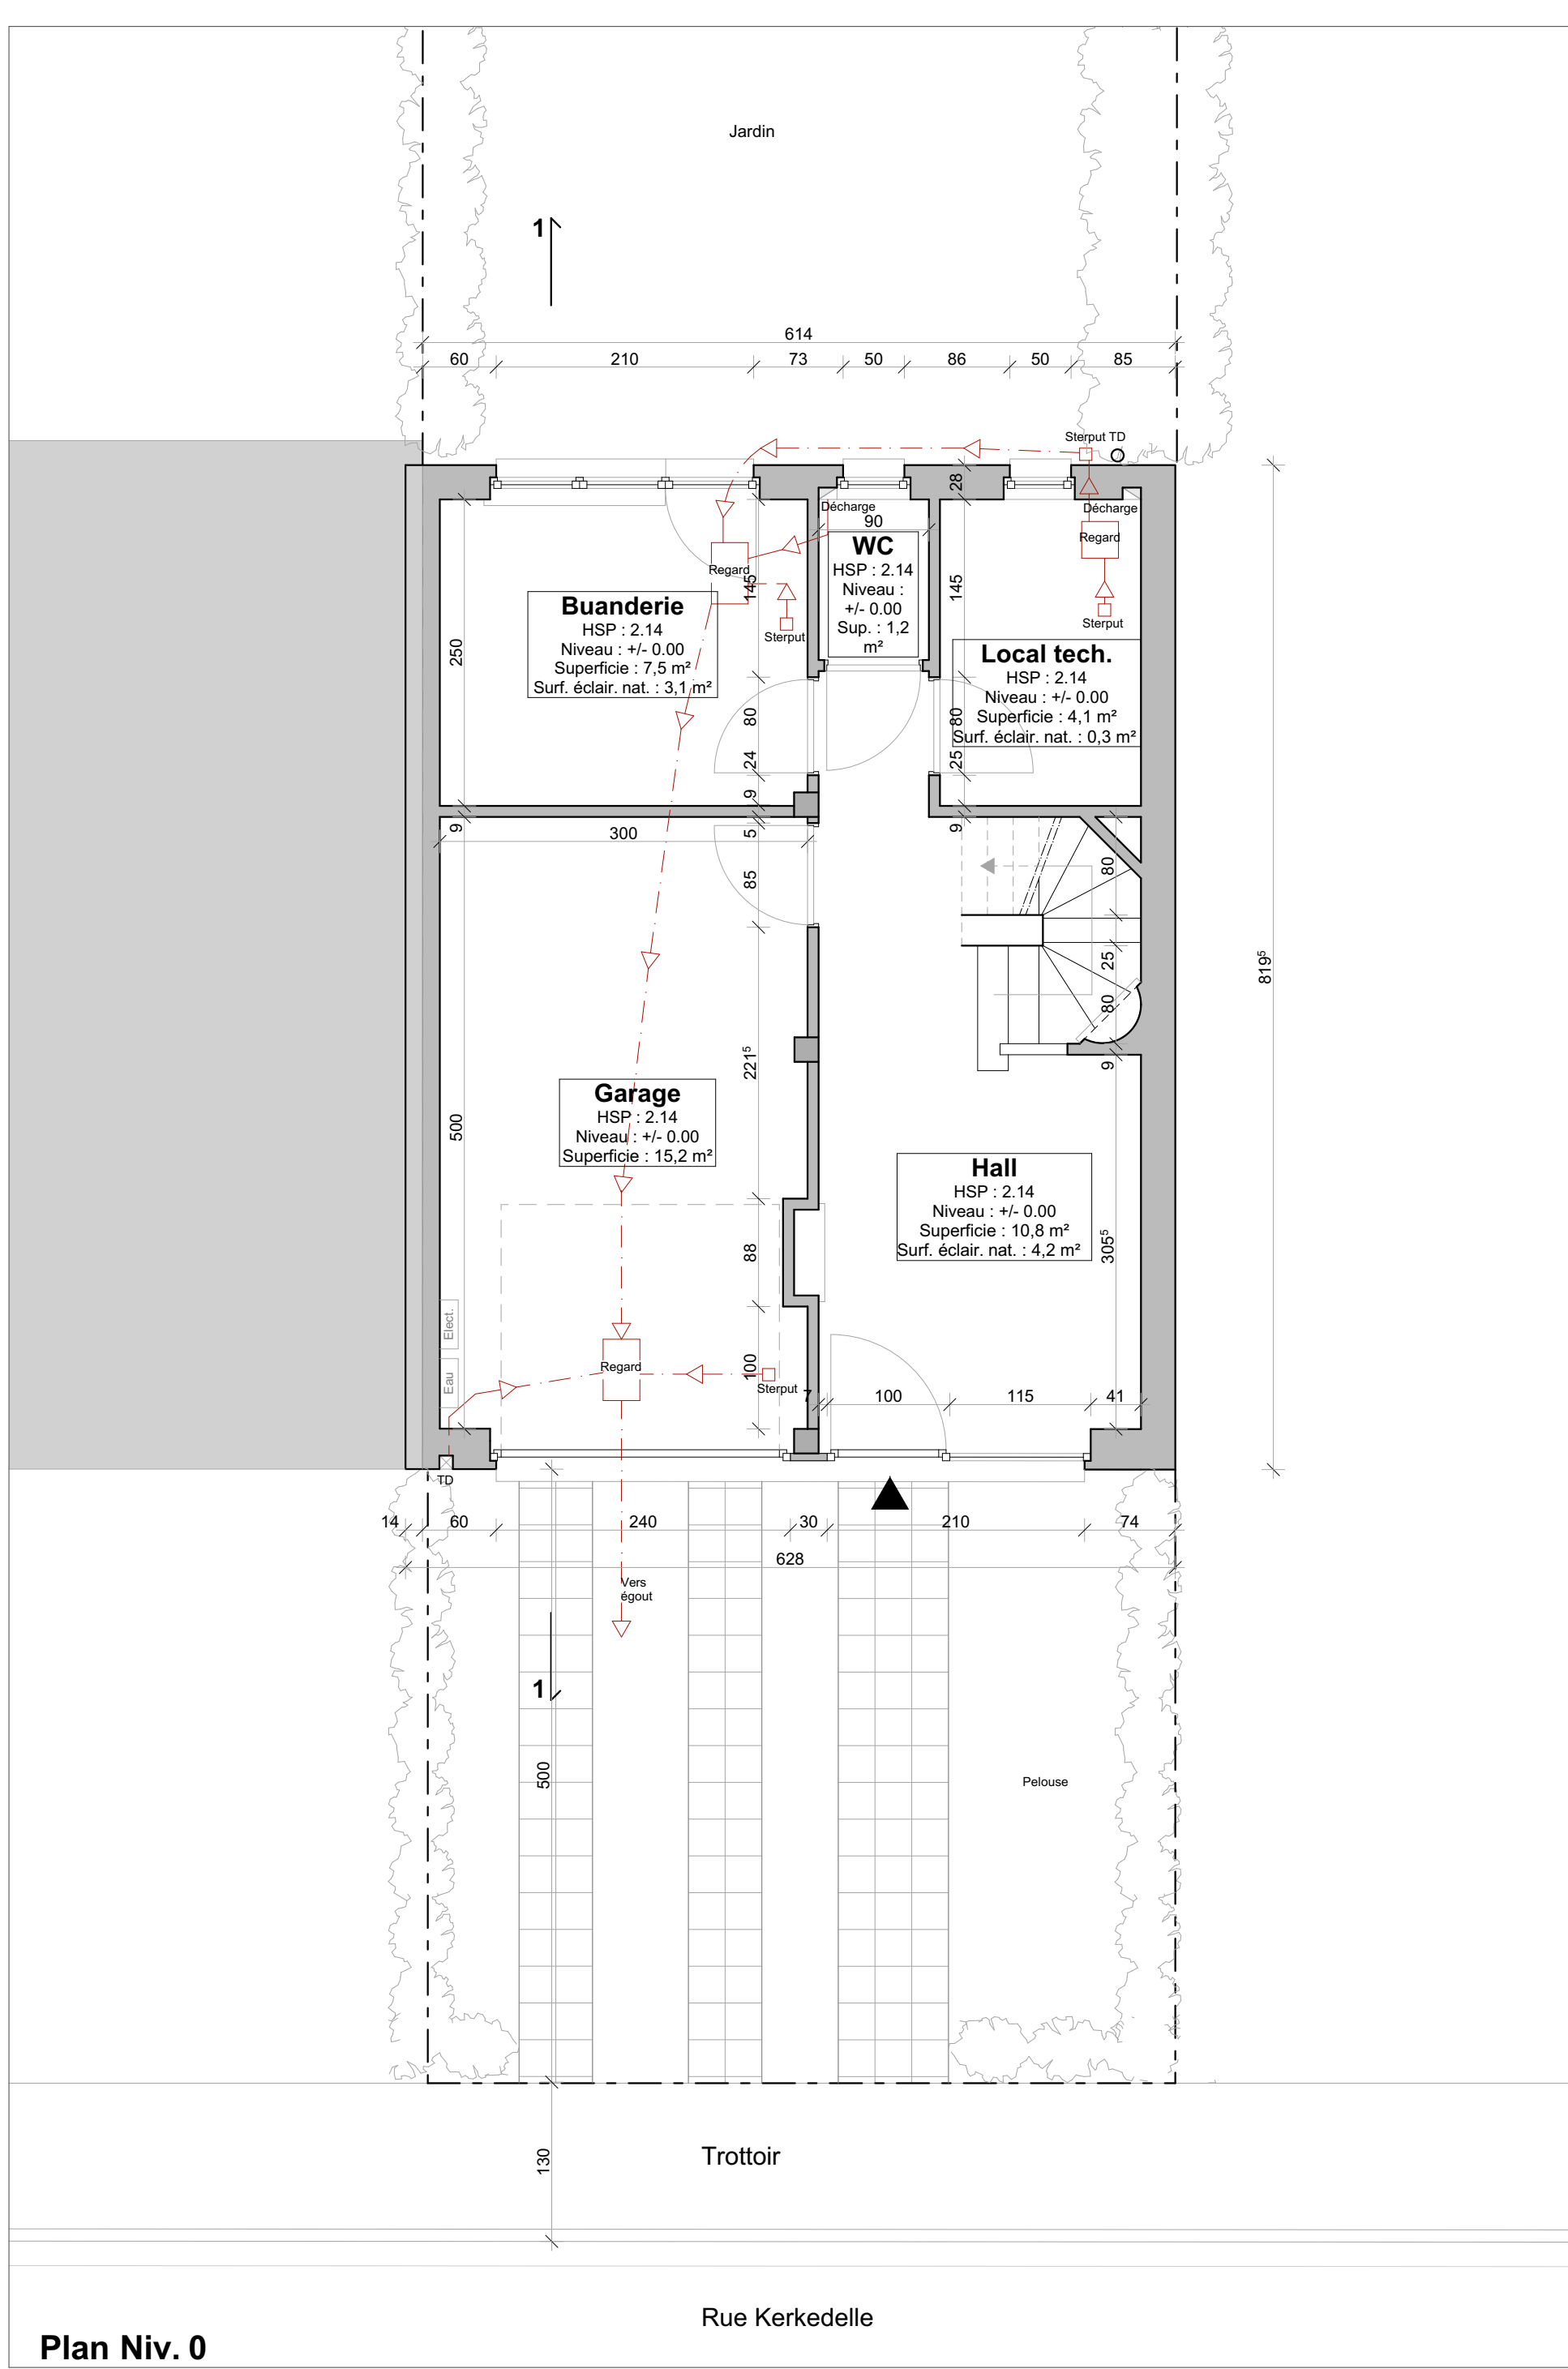 Jardin
1
614
60 210 73 50 86 50 85
Sterput TD
28
Décharge
90
Décharge
Regard
Regard
Sterput
Sterput
WC
HSP : 2.14
Niveau :
+/- 0.00
Sup. : 1,2
m²
145
145
Buanderie
HSP : 2.14
Niveau : +/- 0.00
Superficie : 7,5 m²
Surf. éclair. nat. : 3,1 m²
250
Local tech.
HSP : 2.14
Niveau : +/- 0.00
Superficie : 4,1 m²
Surf. éclair. nat. : 0,3 m²
80
80
24
25
9
9
9
300
5
85
80
25
80
9
819⁵
221⁵
500
Garage
HSP : 2.14
Niveau : +/- 0.00
Superficie : 15,2 m²
Hall
HSP : 2.14
Niveau : +/- 0.00
Superficie : 10,8 m²
Surf. éclair. nat. : 4,2 m²
305⁵
88
Elect.
Eau
Regard
100
Sterput
7 100 115 41
TD
14 60 240 30 210 74
628
Vers
égout
1
500
Pelouse
130
Trottoir
Rue Kerkedelle
Plan Niv. 0